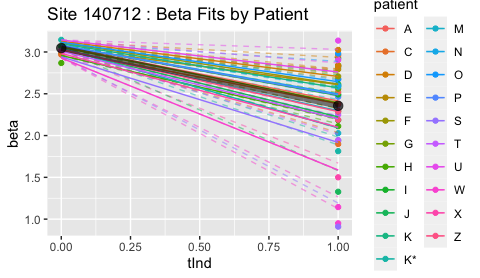 Site 140712 : Beta Fits by Patient
beta
3.0
2.5
2.0
1.5
1.0
0.00 0.25 0.50 0.75 1.00
tInd
patient
A M
C N
D O
E P
F S
G T
H U
I W
J X
K Z
K*